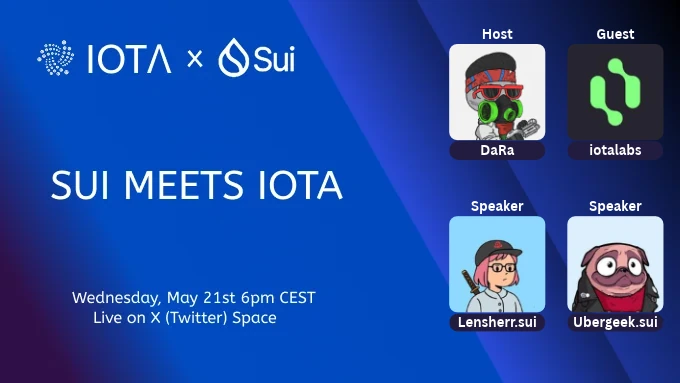 IOTA x Sui
SUI MEETS IOTA
Wednesday, May 21st 6pm CEST
Live on X (Twitter) Space
Host
DaRa
Guest
iotalabs
Speaker
Lensherr.sui
Speaker
Ubergeek.sui